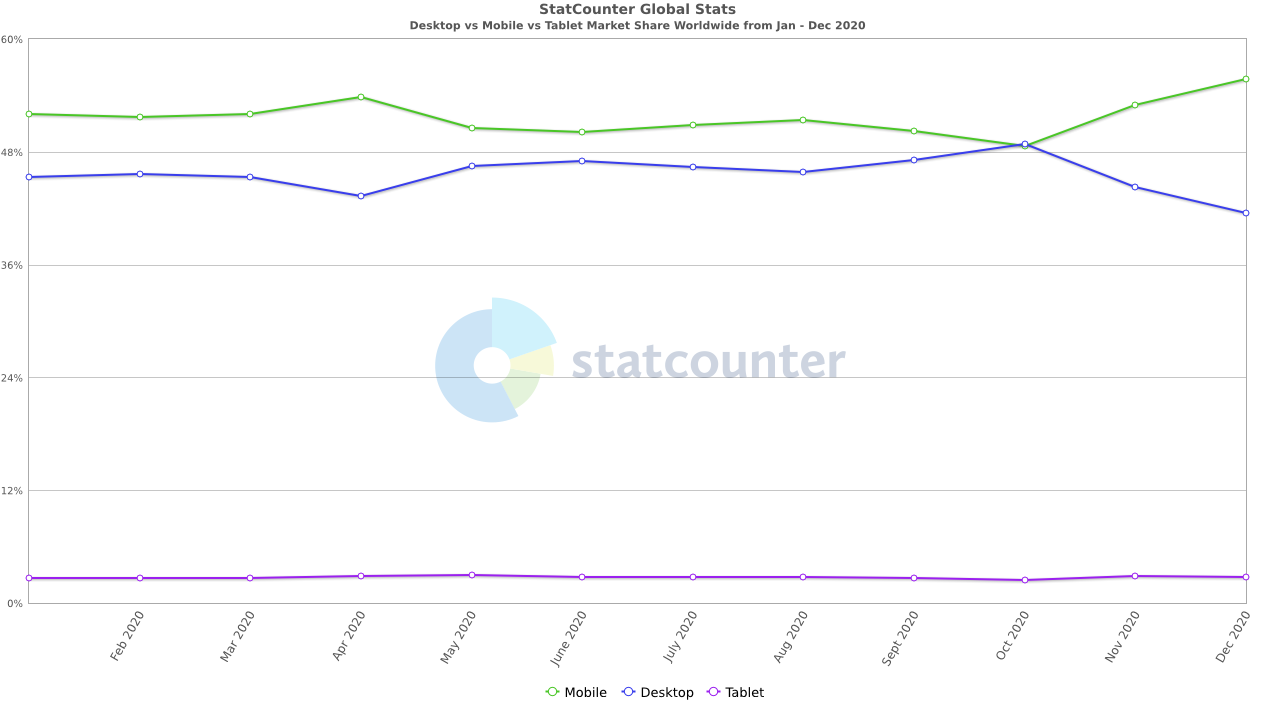 StatCounter Global Stats
Desktop vs Mobile vs Tablet Market Share Worldwide from Jan - Dec 2020
60%
48%
36%
24%
12%
0%
statcounter
Feb 2020
Mar 2020
Apr 2020
May 2020
June 2020
July 2020
Aug 2020
Sept 2020
Oct 2020
Nov 2020
Dec 2020
Mobile Desktop Tablet